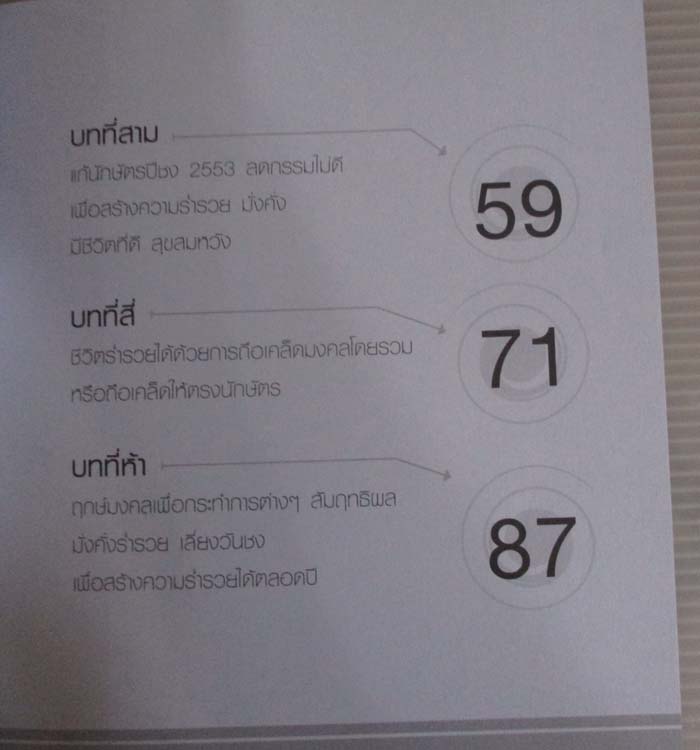 บทที่สาม
แก้นักษัตรปีชง 2553 ลดกรรมไม่ดี
เพื่อสร้างความร่ำรวย มั่งคั่ง
มีชีวิตที่ดี สุขสมหวัง
59
บทที่สี่
ชีวิตร่ำรวยได้ด้วยการถือเคล็ดมงคลโดยรวม
หรือถือเคล็ดให้ตรงนักษัตร
71
บทที่ห้า
ฤกษ์มงคลเพื่อกระทำการต่างๆ สัมฤทธิผล
มั่งคั่งร่ำรวย เลี่ยงวันชง
เพื่อสร้างความร่ำรวยได้ตลอดปี
87